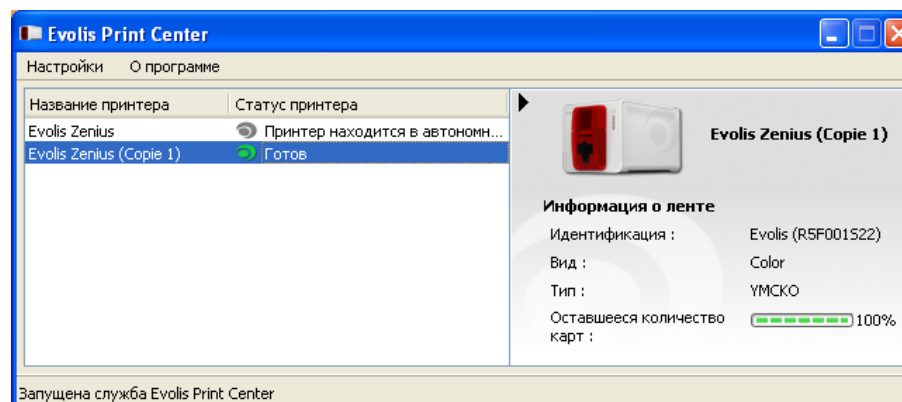 Evolis Print Center
Настройки О программе
Название принтера Статус принтера
Evolis Zenius Принтер находится в автономн...
Evolis Zenius (Copie 1) Готов
Evolis Zenius (Copie 1)
Информация о ленте
Идентификация : Evolis (R5F001S22)
Вид : Color
Тип : YMCKO
Оставшееся количество
карт : 100%
Запущена служба Evolis Print Center